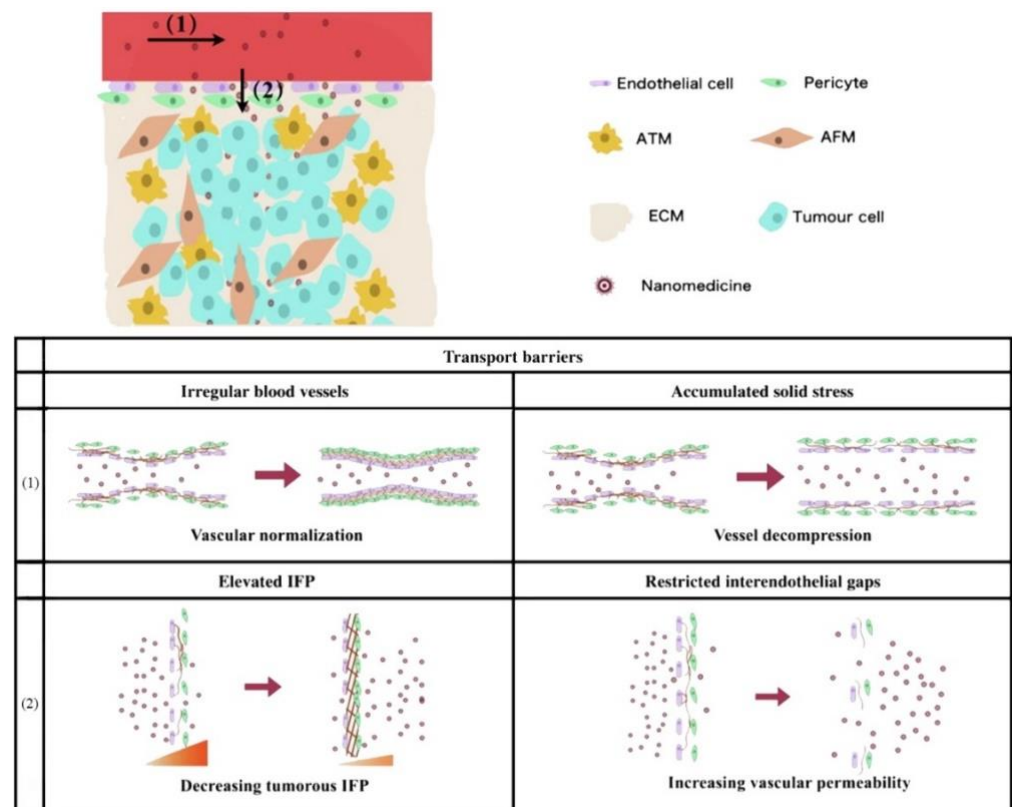 (1)
(2)
Endothelial cell
Pericyte
ATM
AFM
ECM
Tumour cell
Nanomedicine
Transport barriers
Irregular blood vessels
Accumulated solid stress
(1)
Vascular normalization
Vessel decompression
Elevated IFP
Restricted interendothelial gaps
(2)
Decreasing tumorous IFP
Increasing vascular permeability